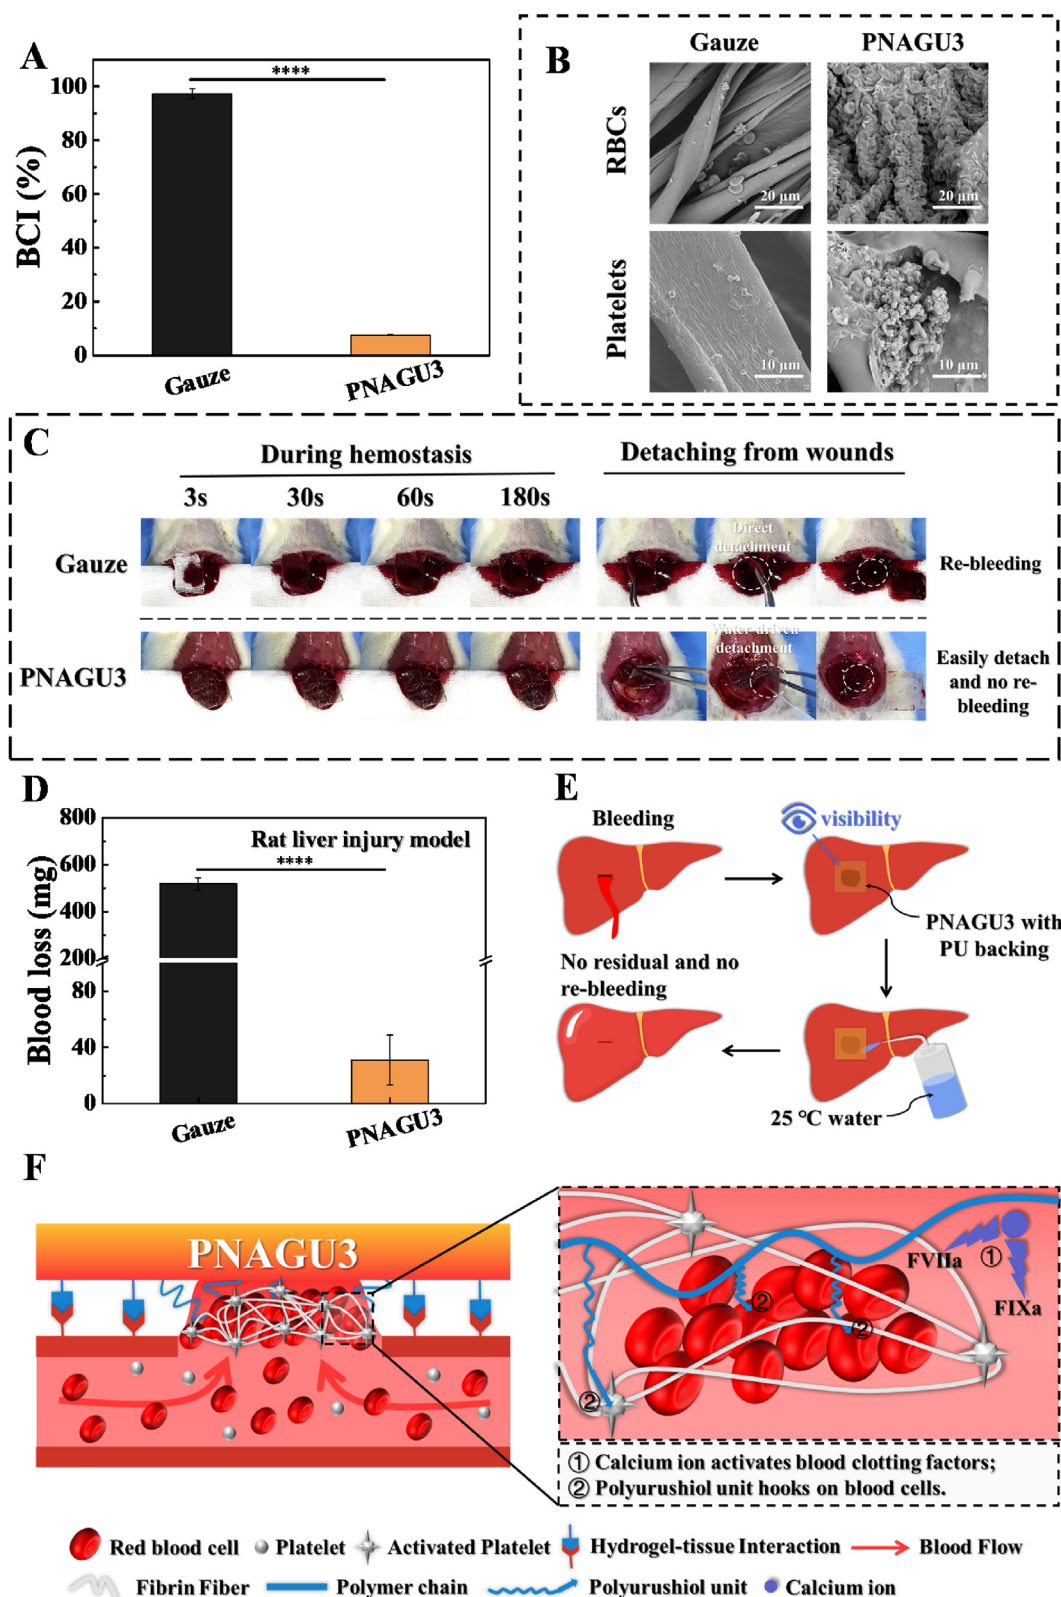 A
BCI (%)
100
80
60
40
20
0
****
Gauze
PNAGU3
B
Gauze
PNAGU3
RBCs
Platelets
20 μm
20 μm
10 μm
10 μm
C
During hemostasis
Detaching from wounds
3s
30s
60s
180s
Gauze
Direct
detachment
Re-bleeding
PNAGU3
Water-driven
detachment
Easily detach
and no re-
bleeding
D
Blood loss (mg)
800
600
400
200
80
40
0
Rat liver injury model
****
Gauze
PNAGU3
E
Bleeding
visibility
PNAGU3 with
PU backing
No residual and no
re-bleeding
25 °C water
F
PNAGU3
FVIIa
①
FIXa
②
②
②
① Calcium ion activates blood clotting factors;
② Polyurushiol unit hooks on blood cells.
Red blood cell
Platelet
Activated Platelet
Hydrogel-tissue Interaction
Blood Flow
Fibrin Fiber
Polymer chain
Polyurushiol unit
Calcium ion